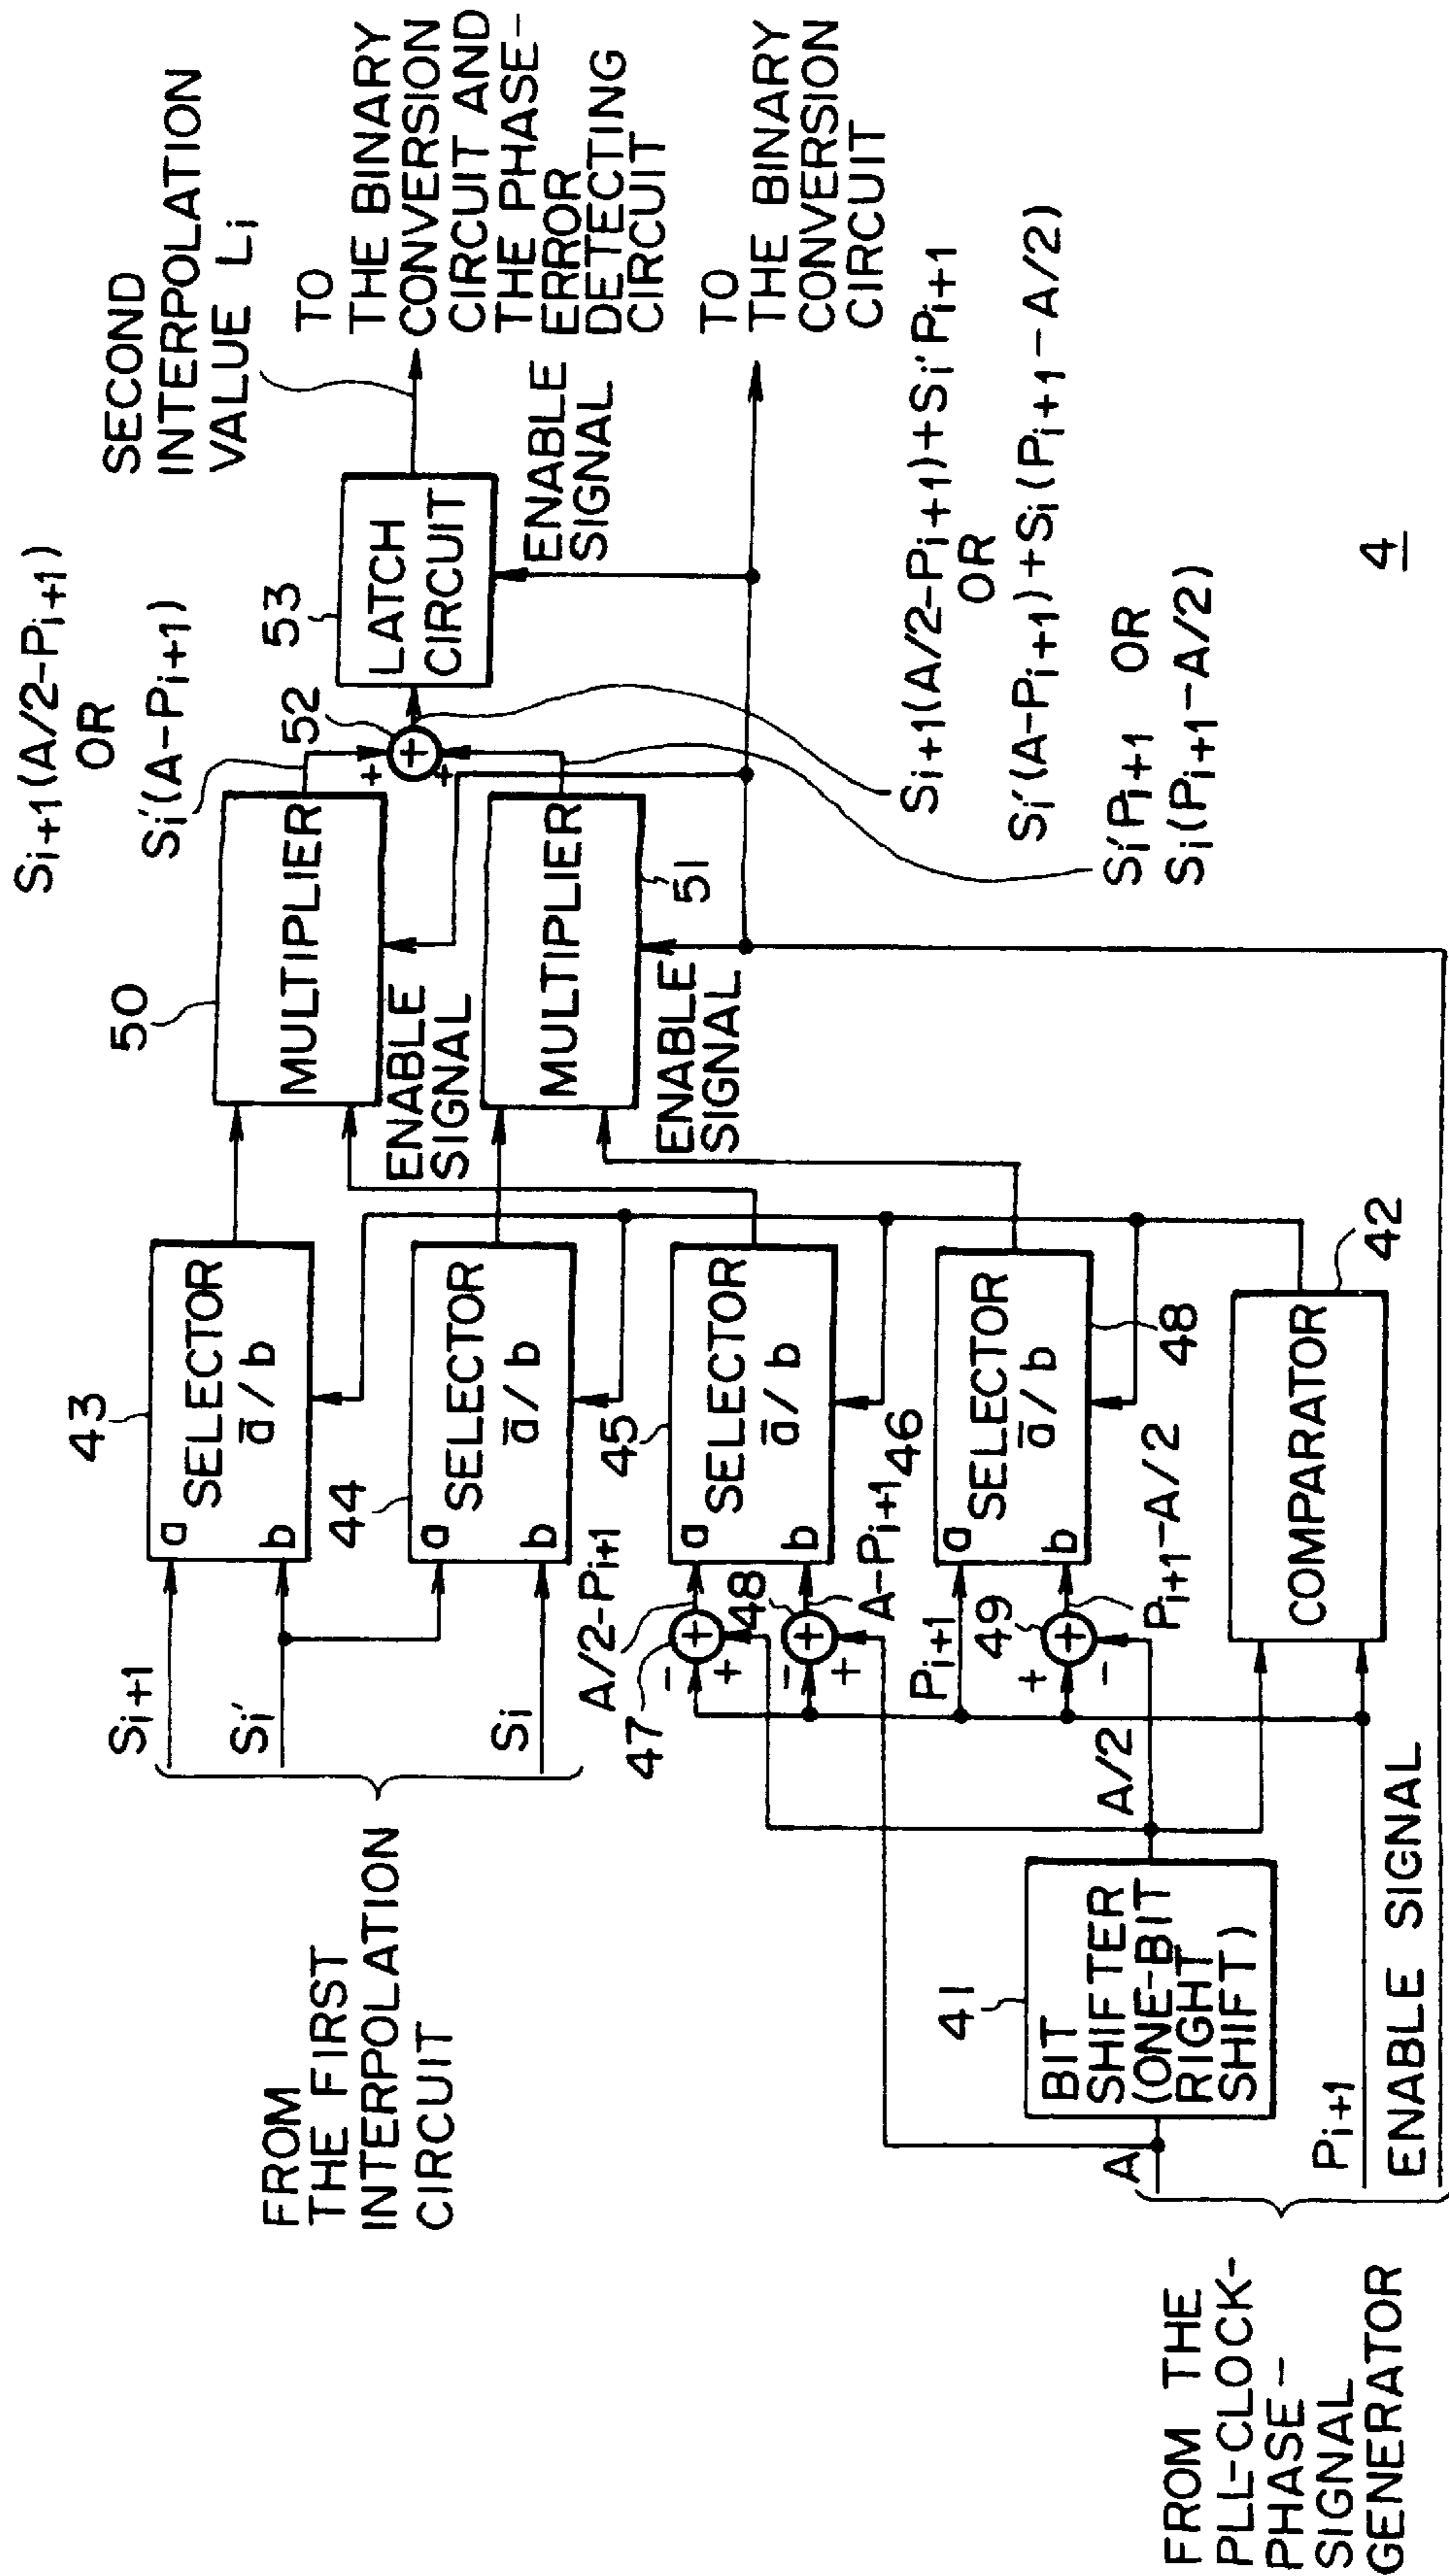 FROM
THE FIRST
INTERPOLATION
CIRCUIT
Si+1
Si'
Si
43
a
b
SELECTOR
a̅/b
44
a
b
SELECTOR
a̅/b
A/2-Pi+1
47
45
a
b
SELECTOR
a̅/b
48
A-Pi+1
46
Pi+1
a
b
SELECTOR
a̅/b
48
49
Pi+1-A/2
A/2
COMPARATOR
42
FROM THE
PLL-CLOCK-
PHASE-
SIGNAL
GENERATOR
A
Pi+1
ENABLE SIGNAL
41
BIT
SHIFTER
(ONE-BIT
RIGHT
SHIFT)
50
MULTIPLIER
ENABLE
SIGNAL
MULTIPLIER
51
ENABLE
SIGNAL
Si+1(A/2-Pi+1)
OR
Si'(A-Pi+1)
52
+
+
+
-
+
+
-
+
+
+
-
+
53
LATCH
CIRCUIT
ENABLE
SIGNAL
SECOND
INTERPOLATION
VALUE Li
TO
THE BINARY
CONVERSION
CIRCUIT AND
THE PHASE-
ERROR
DETECTING
CIRCUIT
TO
THE BINARY
CONVERSION
CIRCUIT
Si+1(A/2-Pi+1)+Si'Pi+1
OR
Si'(A-Pi+1)+Si(Pi+1-A/2)
Si'Pi+1 OR
Si(Pi+1-A/2)
4